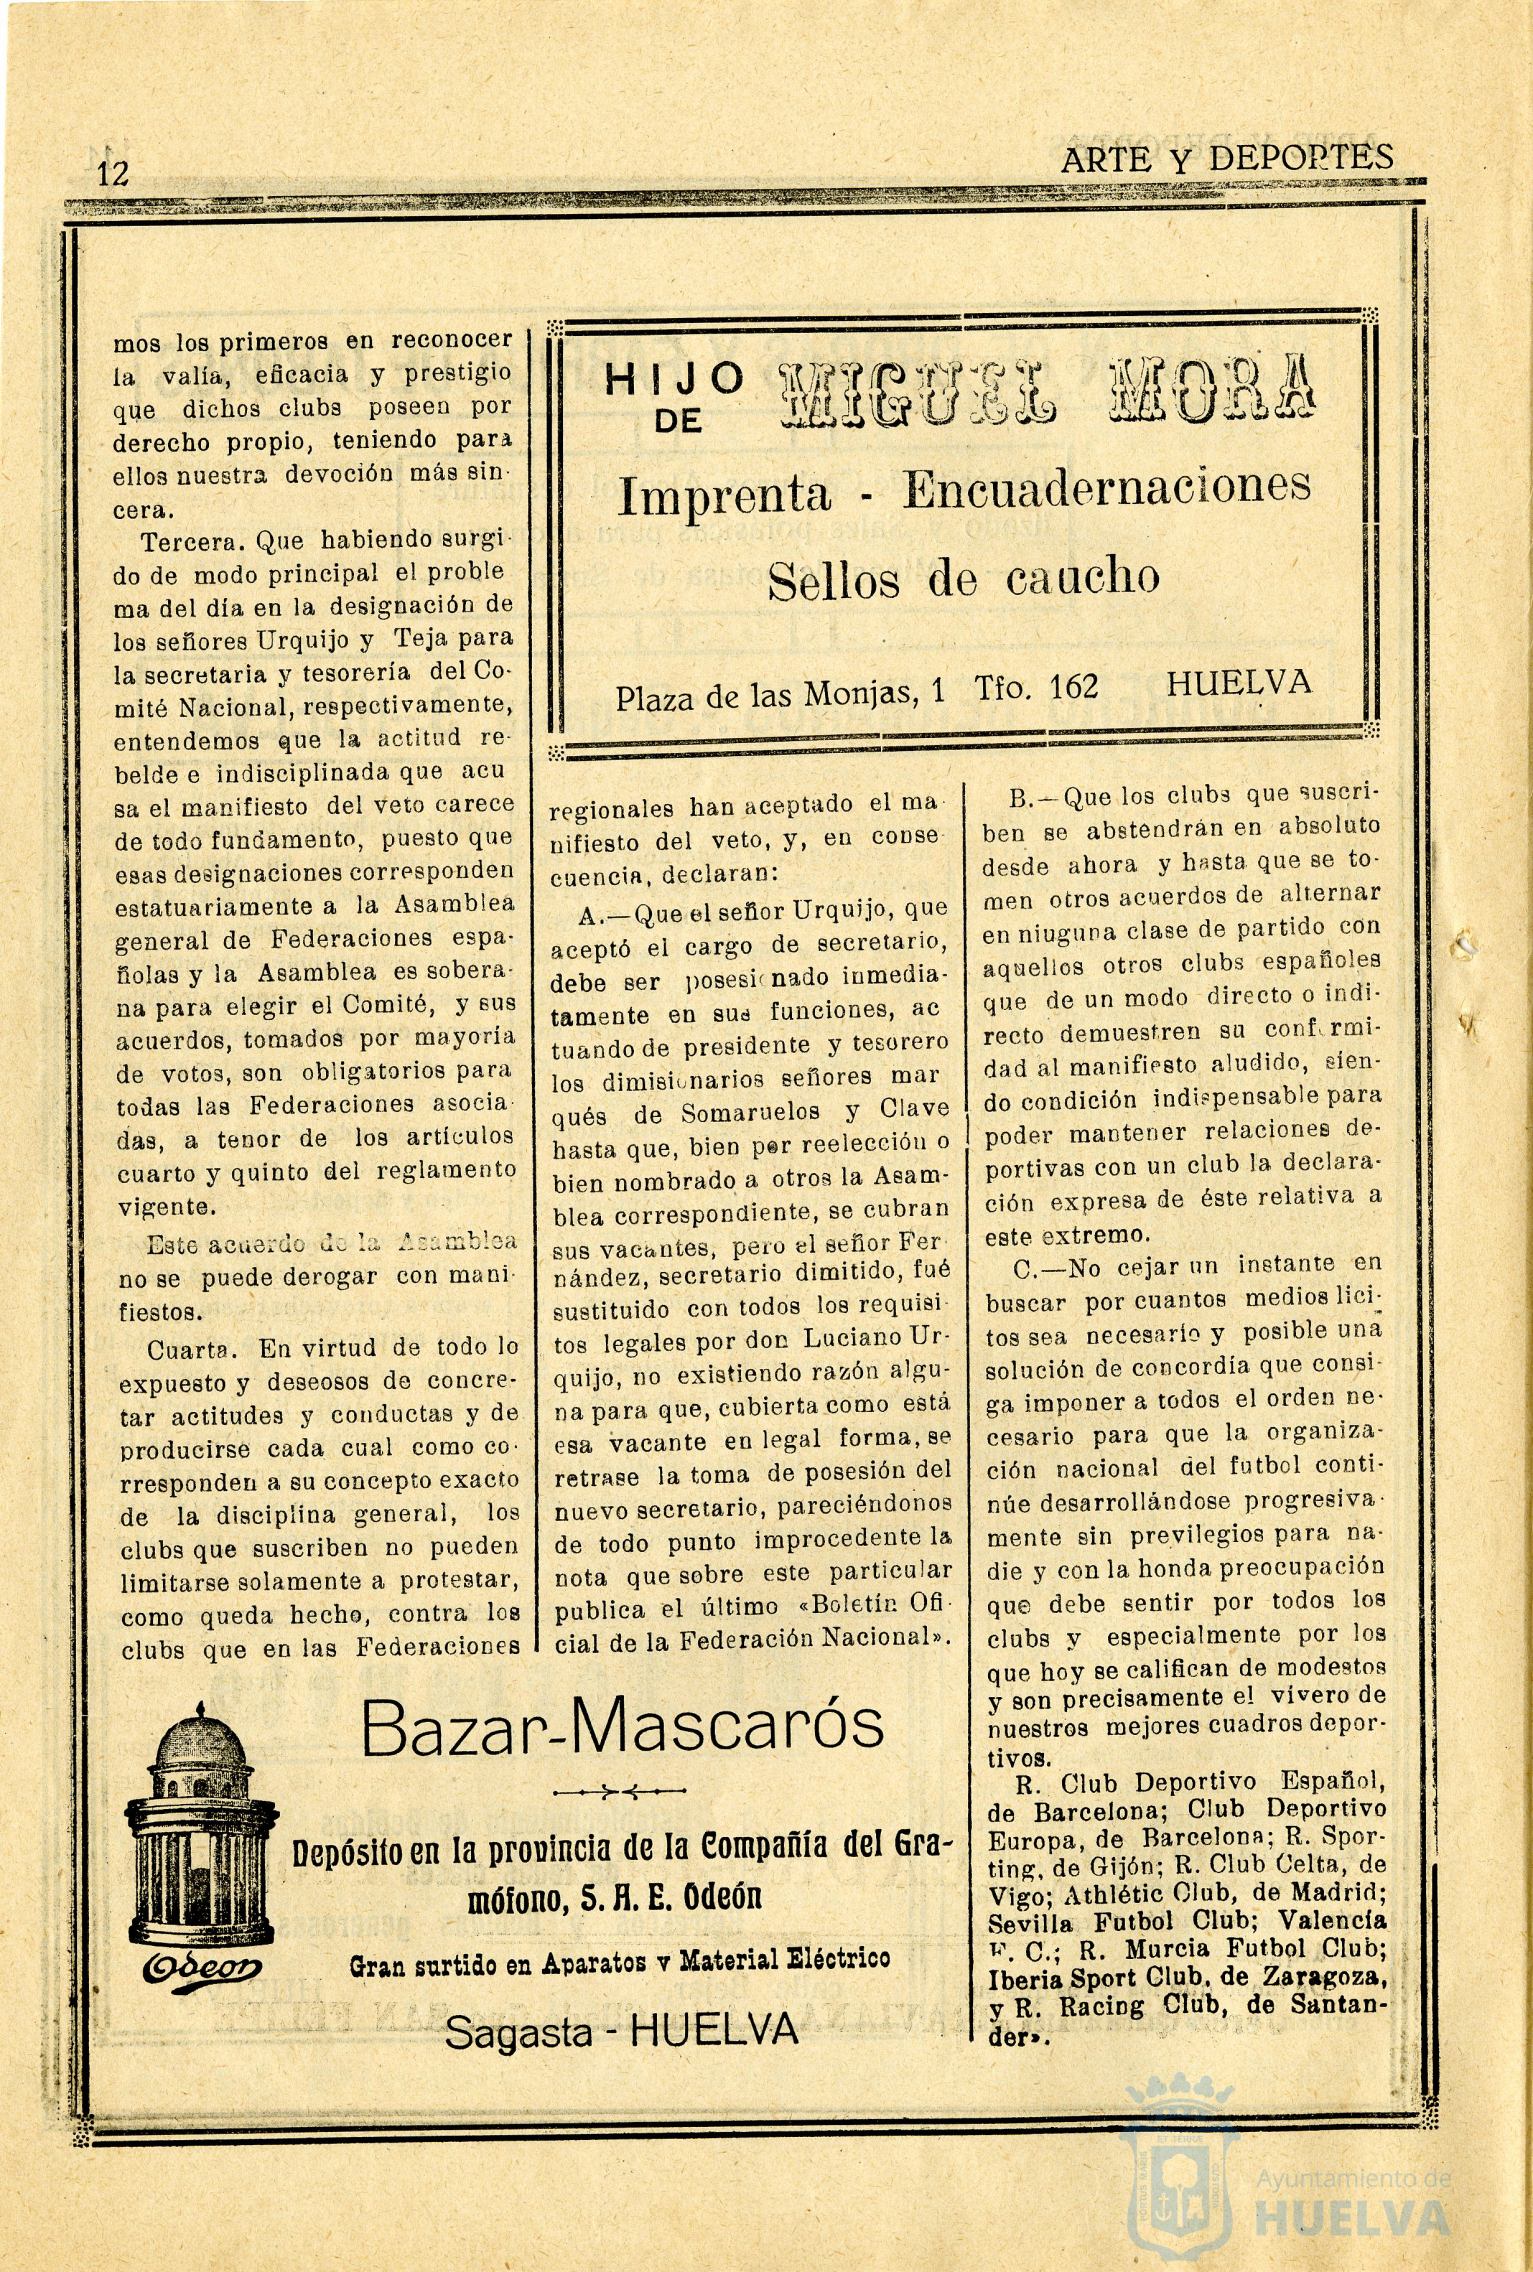 12
ARTE Y DEPORTES
mos los primeros en reconocer
la valía, eficacia y prestigio
que dichos clubs poseen por
derecho propio, teniendo para
ellos nuestra devoción más sin-
cera.
Tercera. Que habiendo surgi-
do de modo principal el proble
ma del día en la designación de
los señores Urquijo y Teja para
la secretaria y tesorería del Co-
mité Nacional, respectivamente,
entendemos que la actitud re-
belde e indisciplinada que acu
sa el manifiesto del veto carece
de todo fundamento, puesto que
esas designaciones corresponden
estatuariamente a la Asamblea
general de Federaciones espa-
ñolas y la Asamblea es sobera-
na para elegir el Comité, y sus
acuerdos, tomados por mayoría
de votos, son obligatorios para
todas las Federaciones asocia-
das, a tenor de los artículos
cuarto y quinto del reglamento
vigente.
Este acuerdo de la Asamblea
no se puede derogar con mani-
fiestos.
Cuarta. En virtud de todo lo
expuesto y deseosos de concre-
tar actitudes y conductas y de
producirse cada cual como co-
rresponden a su concepto exacto
de la disciplina general, los
clubs que suscriben no pueden
limitarse solamente a protestar,
como queda hecho, contra los
clubs que en las Federaciones
HIJO
DE
MIGUEL MORA
Imprenta - Encuadernaciones
Sellos de caucho
Plaza de las Monjas, 1 Tfo. 162 HUELVA
regionales han aceptado el ma-
nifiesto del veto, y, en conse
cuencia, declaran:
A.—Que el señor Urquijo, que
aceptó el cargo de secretario,
debe ser posesionado inmedia-
tamente en sus funciones, ac
tuando de presidente y tesorero
los dimisionarios señores mar
qués de Somaruelos y Clave
hasta que, bien por reelección o
bien nombrado a otros la Asam-
blea correspondiente, se cubran
sus vacantes, pero el señor Fer-
nández, secretario dimitido, fué
sustituido con todos los requisi-
tos legales por don Luciano Ur-
quijo, no existiendo razón algu-
na para que, cubierta como está
esa vacante en legal forma, se
retrase la toma de posesión del
nuevo secretario, pareciéndonos
de todo punto improcedente la
nota que sobre este particular
publica el último «Boletín Ofi-
cial de la Federación Nacional».
B.—Que los clubs que suscri-
ben se abstendrán en absoluto
desde ahora y hasta que se to-
men otros acuerdos de alternar
en ninguna clase de partido con
aquellos otros clubs españoles
que de un modo directo o indi-
recto demuestren su confermi-
dad al manifiesto aludido, sien-
do condición indispensable para
poder mantener relaciones de-
portivas con un club la declara-
ción expresa de éste relativa a
este extremo.
C.—No cejar un instante en
buscar por cuantos medios lici-
tos sea necesario y posible una
solución de concordía que consi-
ga imponer a todos el orden ne-
cesario para que la organiza-
ción nacional del futbol conti-
núe desarrollándose progresiva-
mente sin previlegios para na-
die y con la honda preocupación
que debe sentir por todos los
clubs y especialmente por los
que hoy se califican de modestos
y son precisamente el vivero de
nuestros mejores cuadros depor-
tivos.
R. Club Deportivo Español,
de Barcelona; Club Deportivo
Europa, de Barcelona; R. Spor-
ting, de Gijón; R. Club Celta, de
Vigo; Athlétic Club, de Madrid;
Sevilla Futbol Club; Valencia
F. C.; R. Murcia Futbol Club;
Iberia Sport Club, de Zaragoza,
y R. Racing Club, de Santan-
der».
Bazar-Mascarós
Depósito en la provincia de la Compañía del Gra-
mófono, S. A. E. Odeón
Gran surtido en Aparatos y Material Eléctrico
Sagasta - HUELVA
Odeon
Ayuntamiento de
HUELVA